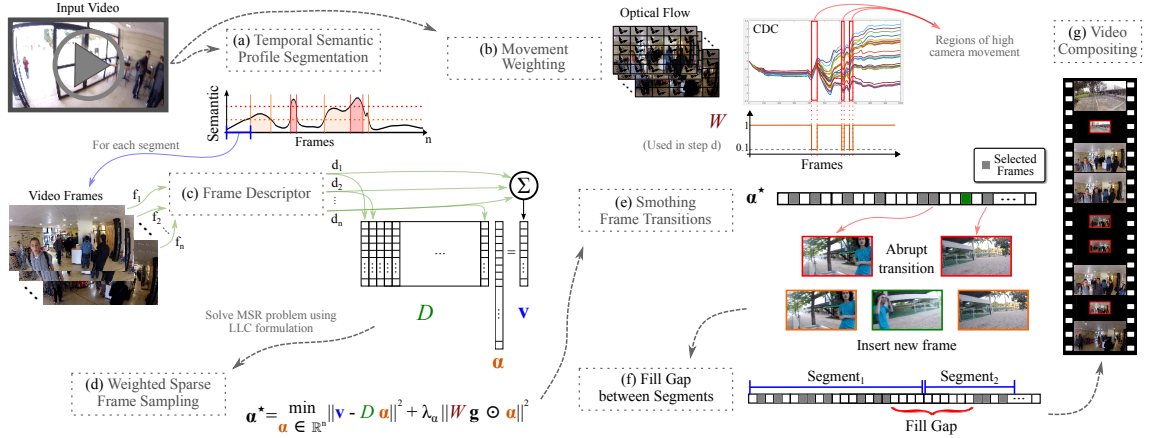 Input Video
(a) Temporal Semantic
Profile Segmentation
(b) Movement
Weighting
Optical Flow
CDC
Regions of high
camera movement
(g) Video
Compositing
Semantic
Frames
n
W
(Used in step d)
1
0.1
Frames
For each segment
Video Frames
f1
f2
fn
(c) Frame Descriptor
d1
d2
dn
Σ
...
=
D
α
v
Selected
Frames
(e) Smothing
Frame Transitions
α⋆
...
Abrupt
transition
Insert new frame
Solve MSR problem using
LLC formulation
(d) Weighted Sparse
Frame Sampling
α⋆= min α ∈ ℝⁿ ||v - D α||² + λα ||W g ⊙ α||²
(f) Fill Gap
between Segments
Segment1
Segment2
...
Fill Gap